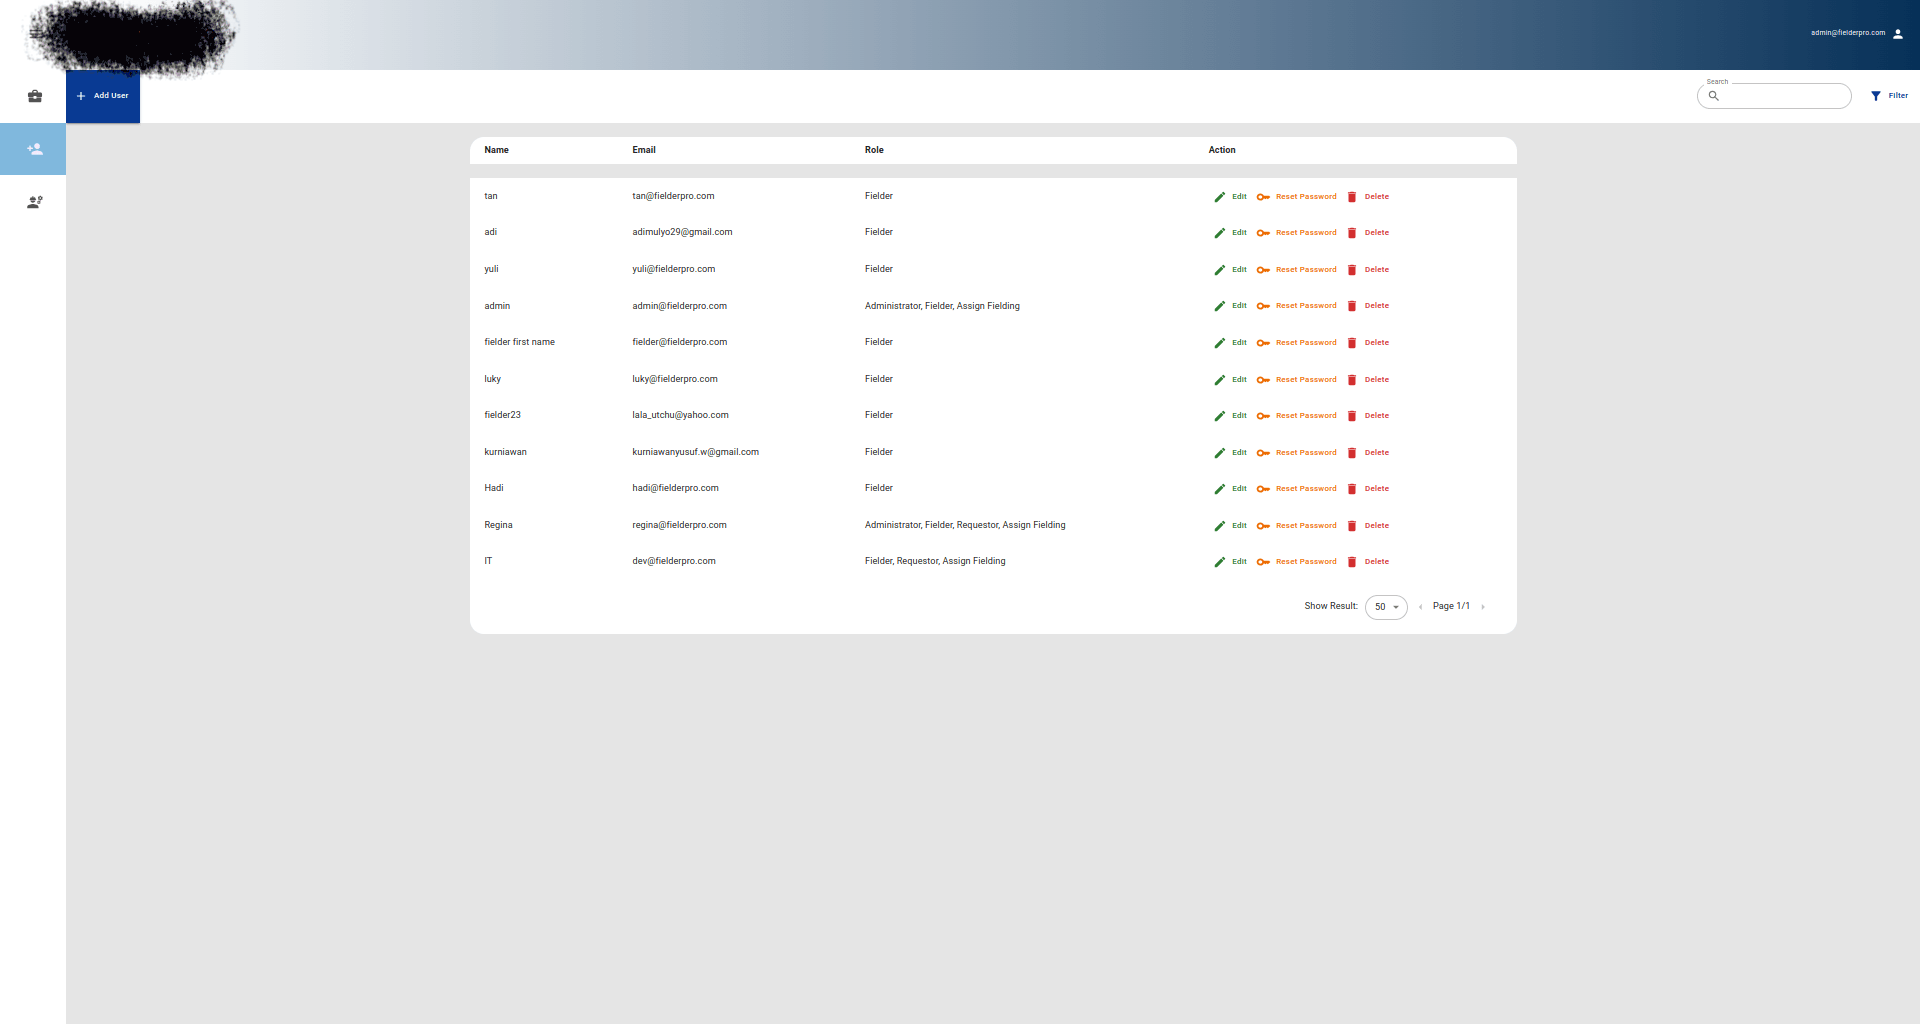 admin@fielderpro.com
Add User
Search
Filter
Name Email Role Action
tan tan@fielderpro.com Fielder Edit Reset Password Delete
adi adimulyo29@gmail.com Fielder Edit Reset Password Delete
yuli yuli@fielderpro.com Fielder Edit Reset Password Delete
admin admin@fielderpro.com Administrator, Fielder, Assign Fielding Edit Reset Password Delete
fielder first name fielder@fielderpro.com Fielder Edit Reset Password Delete
luky luky@fielderpro.com Fielder Edit Reset Password Delete
fielder23 lala_utchu@yahoo.com Fielder Edit Reset Password Delete
kurniawan kurniawanyusuf.w@gmail.com Fielder Edit Reset Password Delete
Hadi hadi@fielderpro.com Fielder Edit Reset Password Delete
Regina regina@fielderpro.com Administrator, Fielder, Requestor, Assign Fielding Edit Reset Password Delete
IT dev@fielderpro.com Fielder, Requestor, Assign Fielding Edit Reset Password Delete
Show Result: 50 Page 1/1